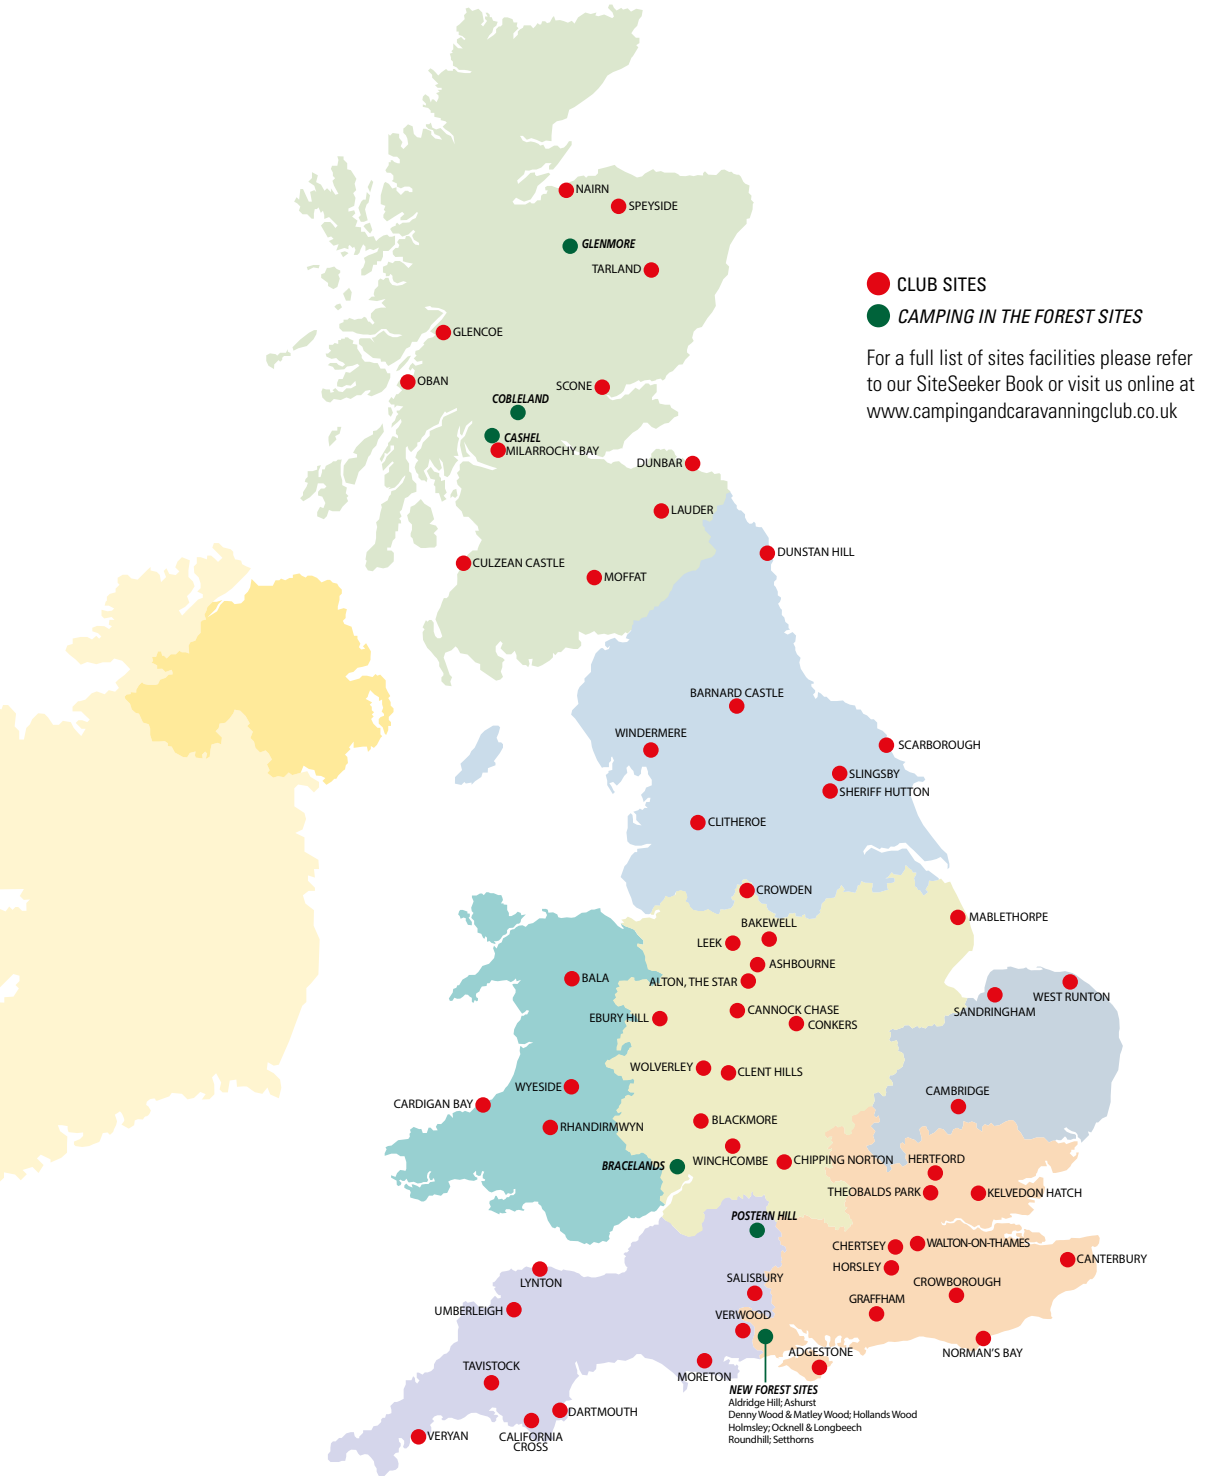 NAIRN
SPEYSIDE
GLENMORE
TARLAND
CLUB SITES
CAMPING IN THE FOREST SITES
For a full list of sites facilities please refer
to our SiteSeeker Book or visit us online at
www.campingandcaravanningclub.co.uk
GLENCOE
OBAN
SCONE
COBLELAND
CASHEL
MILARROCHY BAY
DUNBAR
LAUDER
DUNSTAN HILL
CULZEAN CASTLE
MOFFAT
BARNARD CASTLE
WINDERMERE
SCARBOROUGH
SLINGSBY
SHERIFF HUTTON
CLITHEROE
CROWDEN
MABLETHORPE
BAKEWELL
LEEK
ASHBOURNE
BALA
ALTON, THE STAR
WEST RUNTON
SANDRINGHAM
CANNOCK CHASE
EBURY HILL
CONKERS
WOLVERLEY
CLENT HILLS
WYESIDE
CAMBRIDGE
CARDIGAN BAY
BLACKMORE
RHANDIRMWYN
WINCHCOMBE
CHIPPING NORTON
HERTFORD
BRACELANDS
THEOBALDS PARK
KELVEDON HATCH
POSTERN HILL
CHERTSEY
WALTON-ON-THAMES
CANTERBURY
HORSLEY
LYNTON
SALISBURY
CROWBOROUGH
GRAFFHAM
UMBERLEIGH
VERWOOD
ADGESTONE
NORMAN'S BAY
TAVISTOCK
MORETON
NEW FOREST SITES
Aldridge Hill; Ashurst
Denny Wood & Matley Wood; Hollands Wood
Holmsley; Ocknell & Longbeech
Roundhill; Setthorns
DARTMOUTH
VERYAN
CALIFORNIA
CROSS